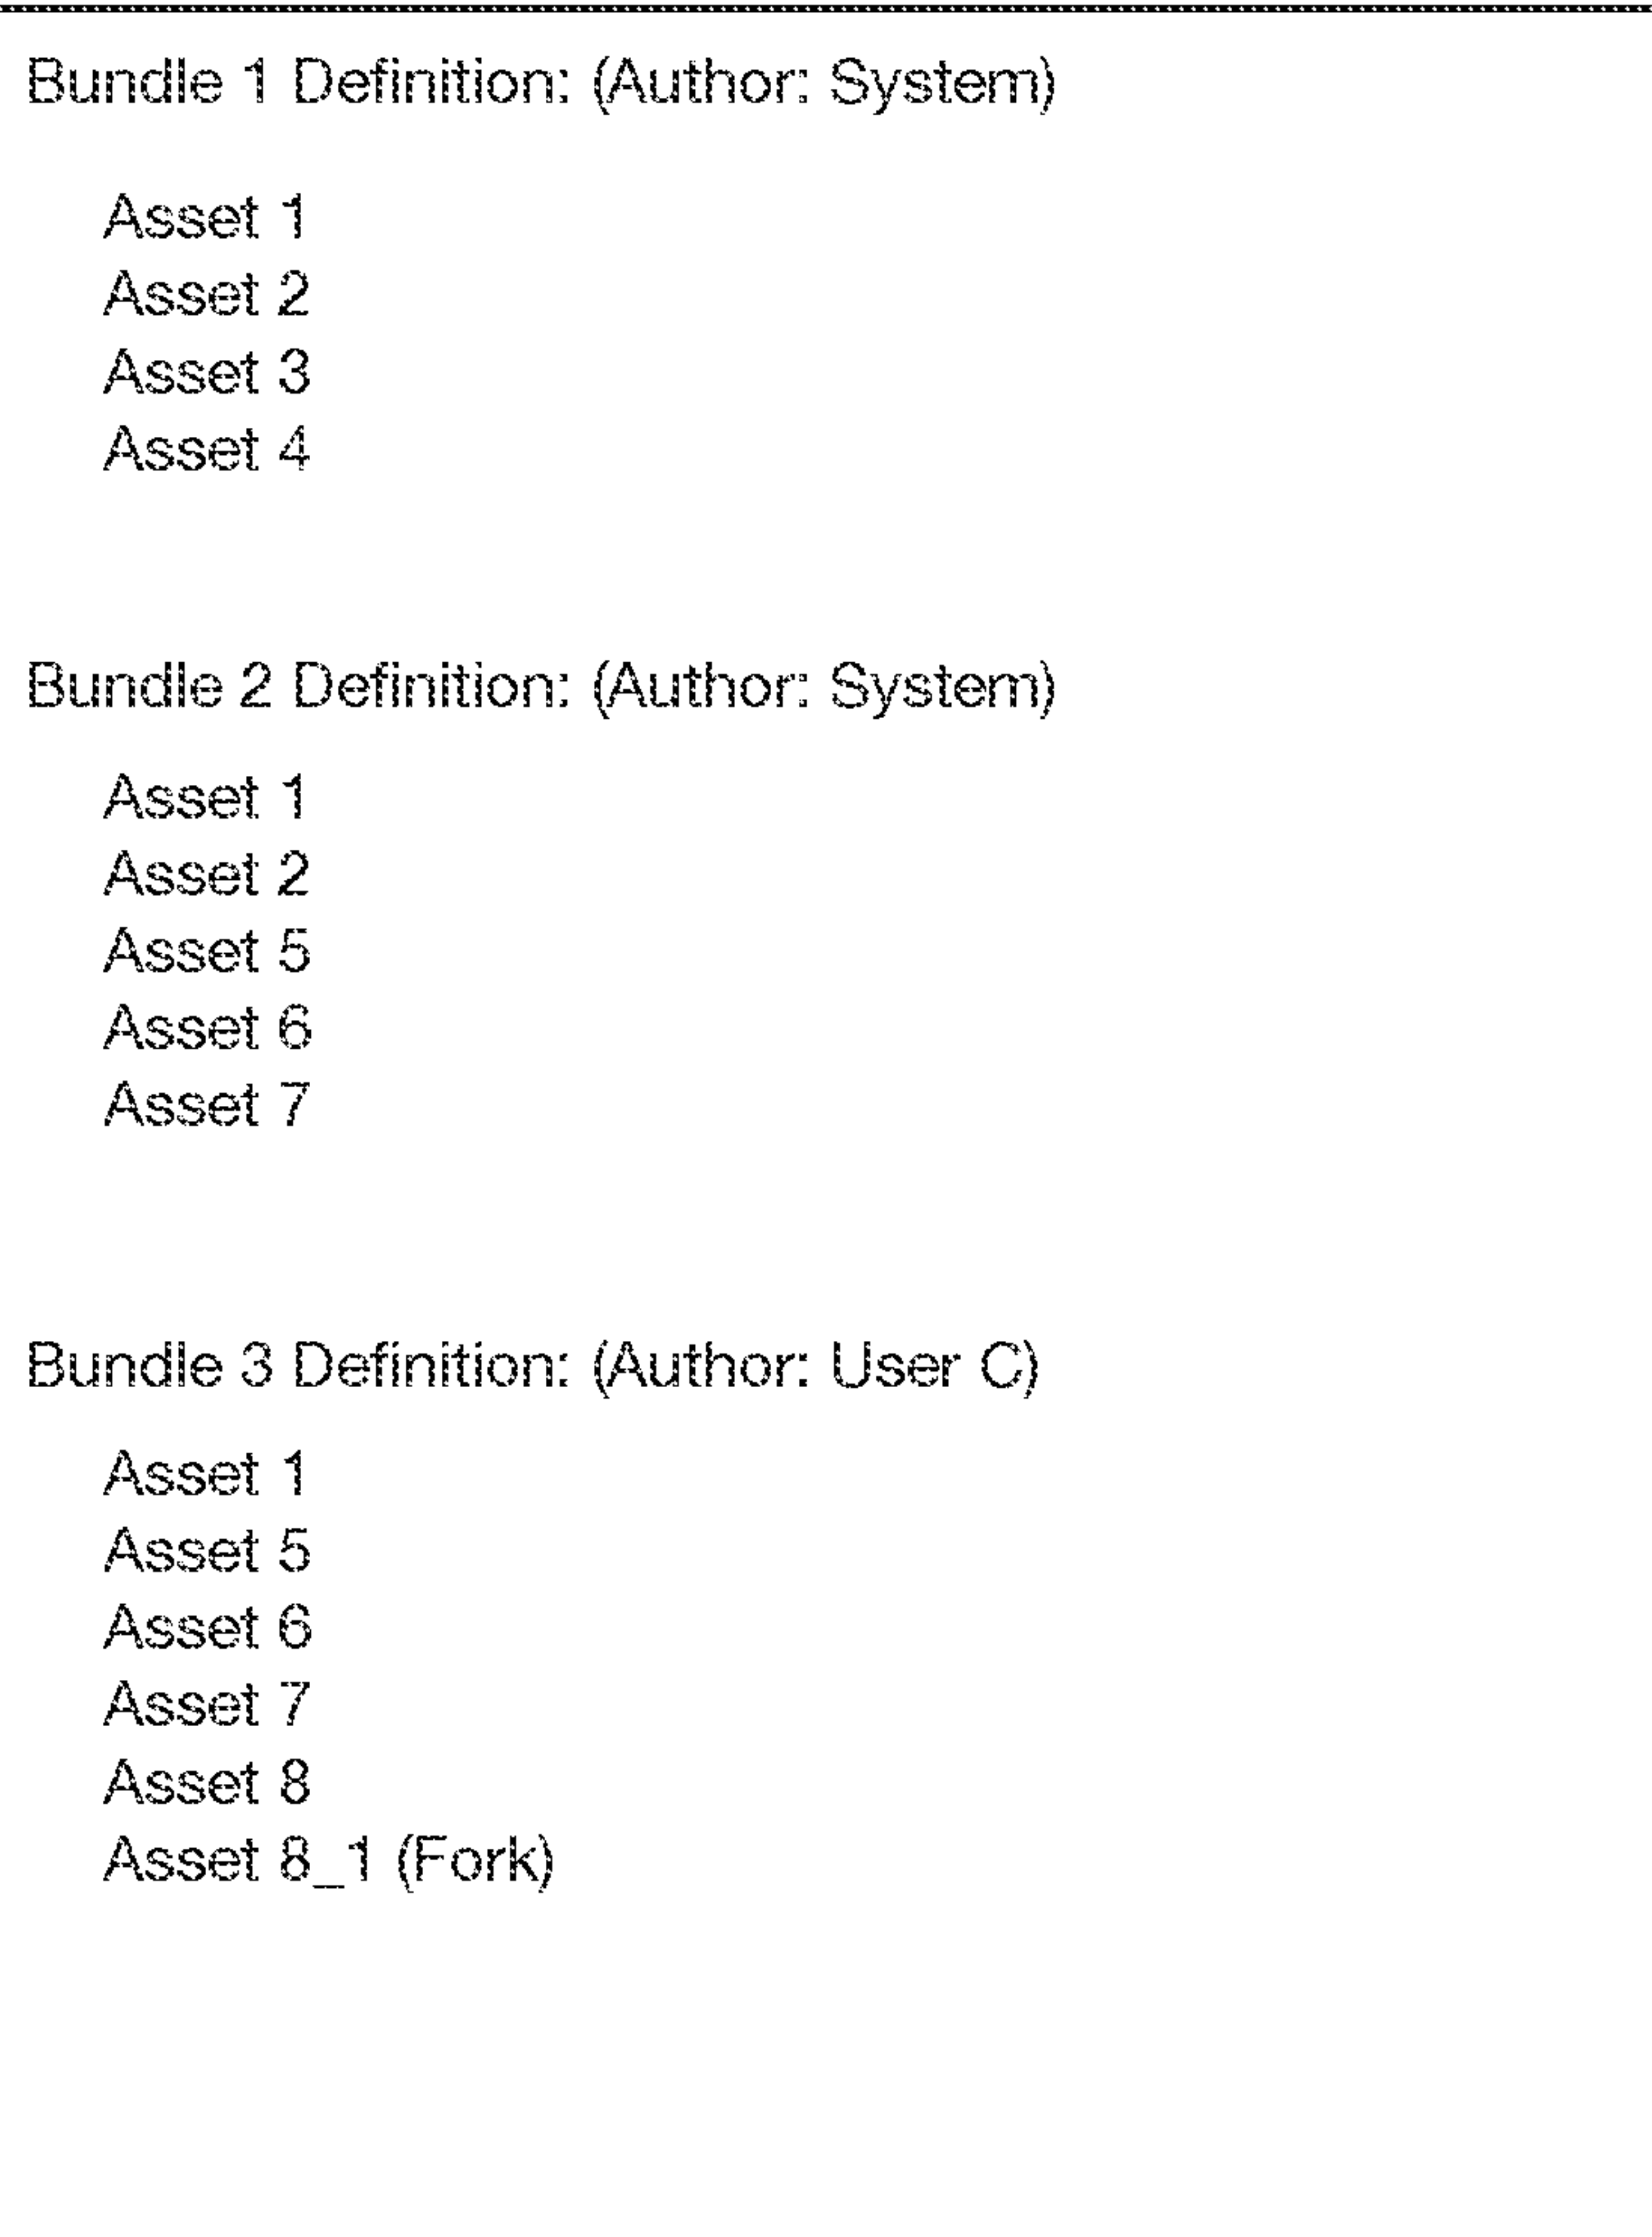 Bundle 1 Definition: (Author: System)
Asset 1
Asset 2
Asset 3
Asset 4
Bundle 2 Definition: (Author: System)
Asset 1
Asset 2
Asset 5
Asset 6
Asset 7
Bundle 3 Definition: (Author: User C)
Asset 1
Asset 5
Asset 6
Asset 7
Asset 8
Asset 8_1 (Fork)